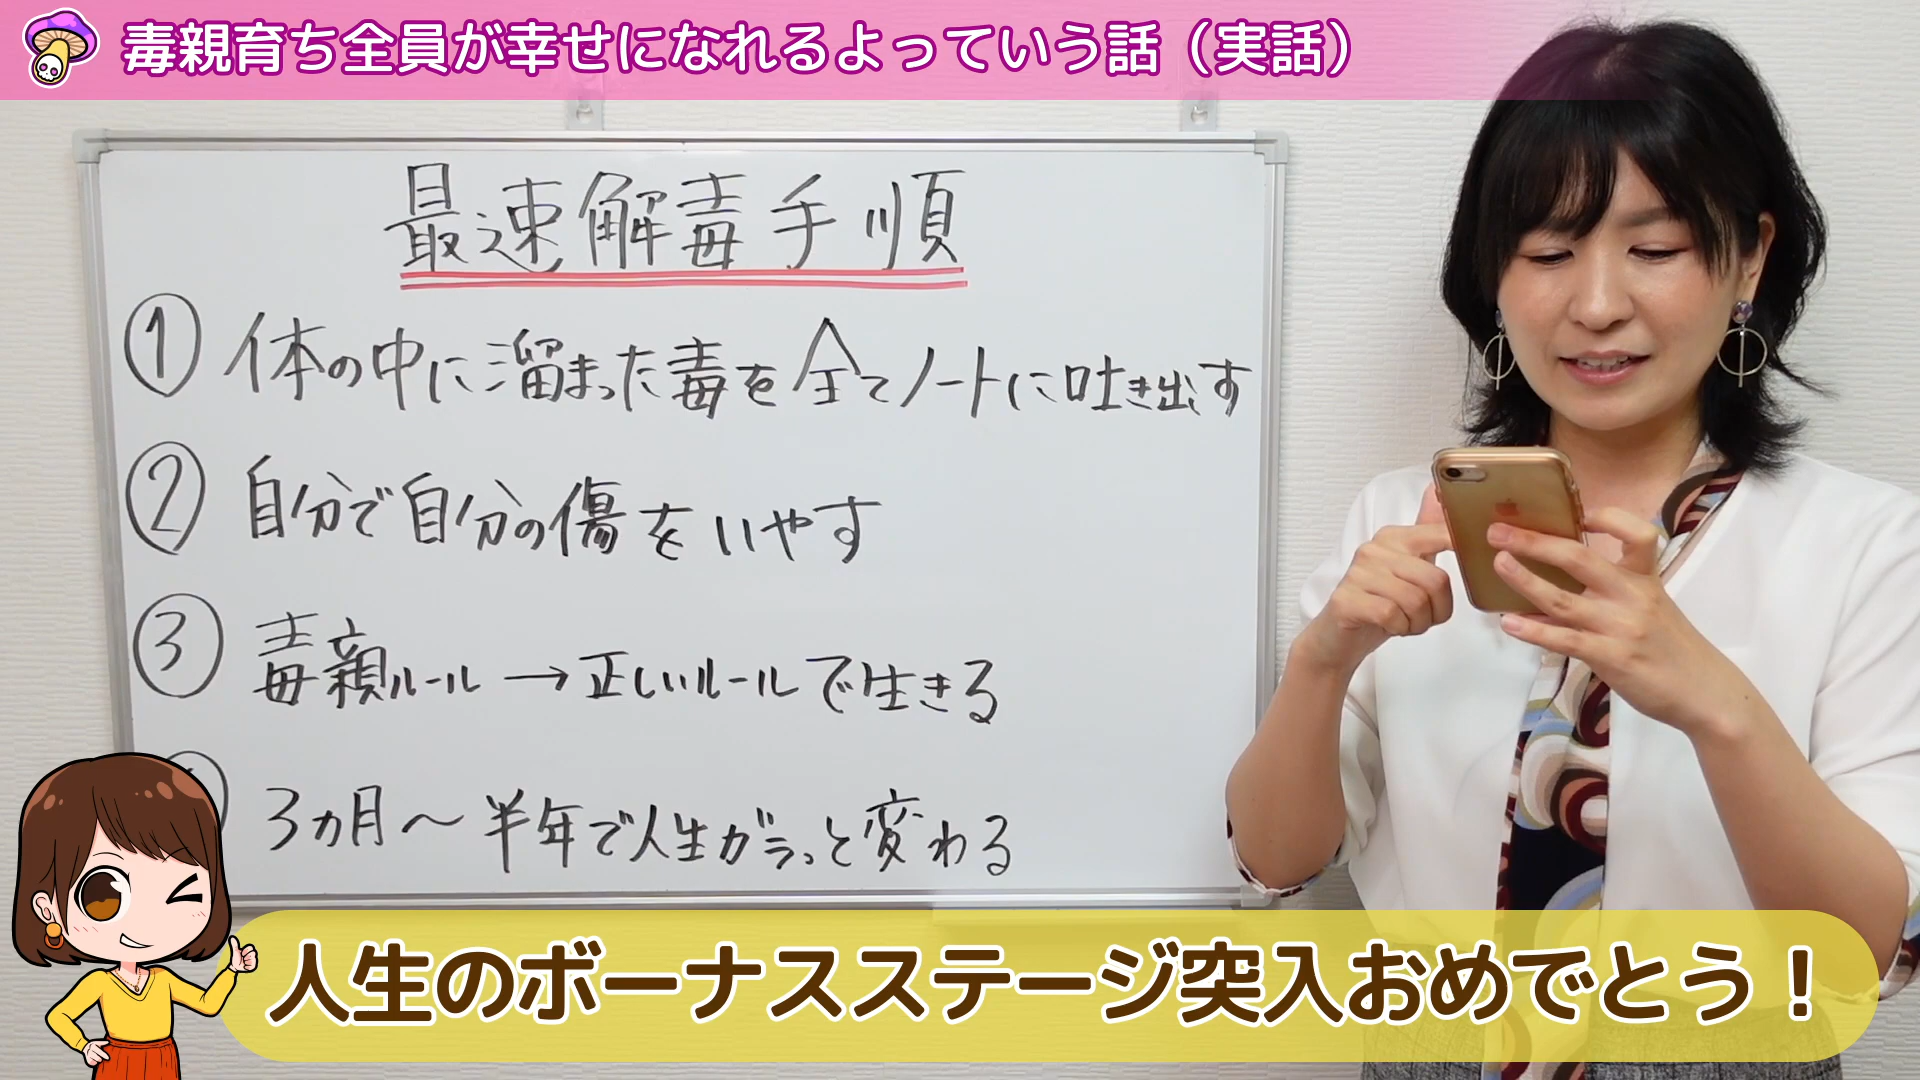 毒親育ち全員が幸せになれるよっていう話（実話）
最速解毒手順
① 体の中に溜まった毒を全てノートに吐き出す
② 自分で自分の傷をいやす
③ 毒親ルール→正しいルールで生きる
3ヵ月～半年で人生ガラっと変わる
人生のボーナスステージ突入おめでとう！